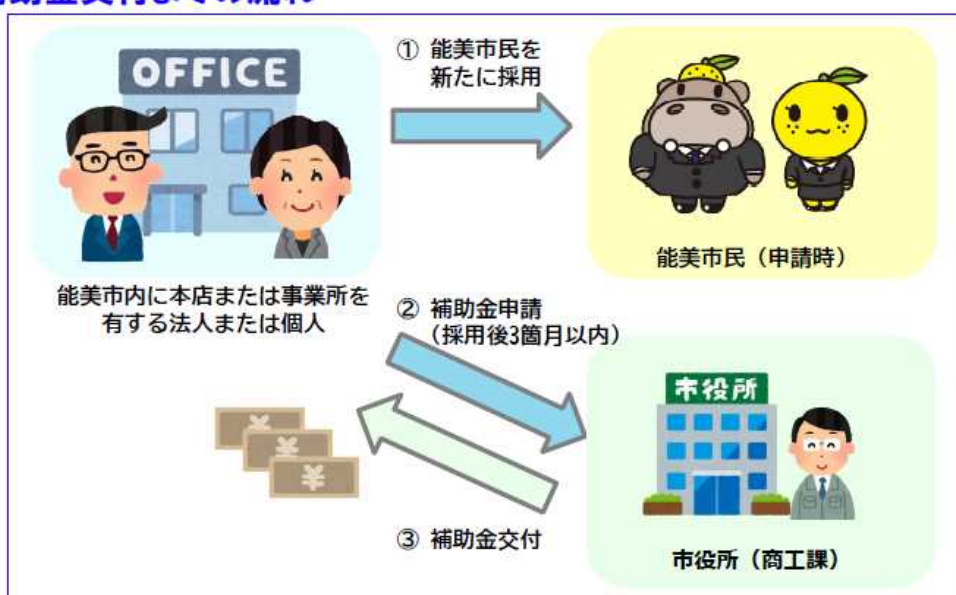 OFFICE
① 能美市民を
新たに採用
能美市民（申請時）
能美市内に本店または事業所を
有する法人または個人
② 補助金申請
（採用後3箇月以内）
市役所
¥
¥
¥
③ 補助金交付
市役所（商工課）